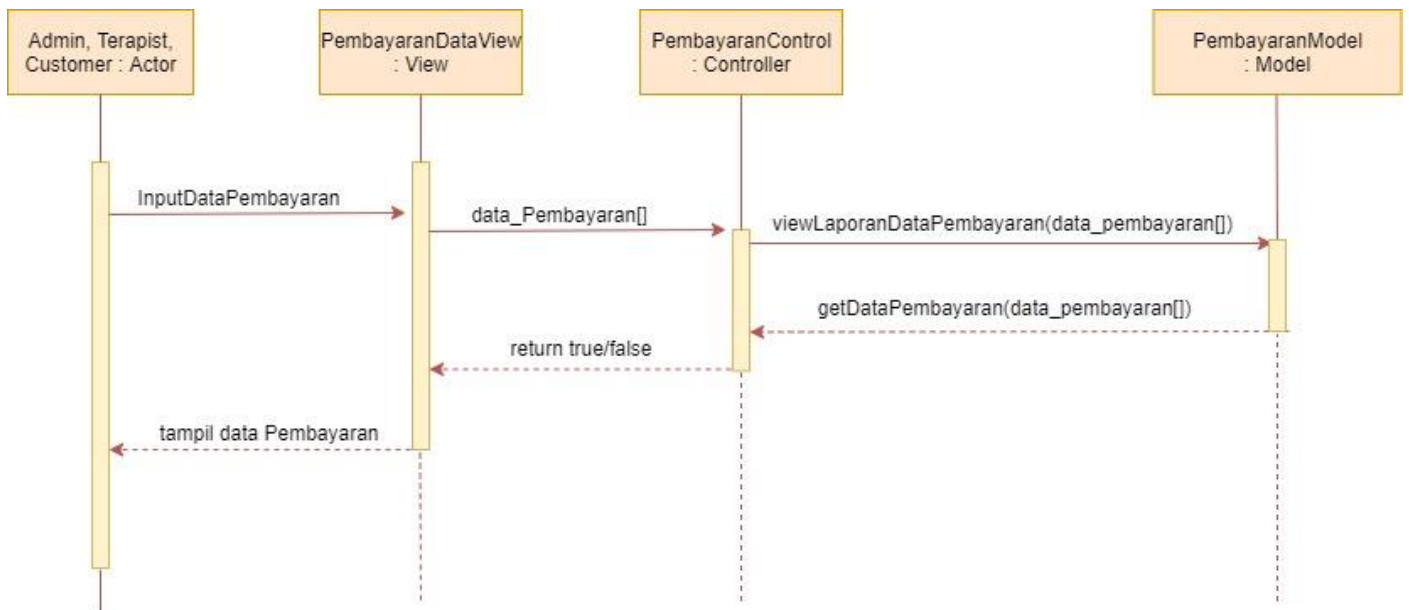 Admin, Terapist,
Customer : Actor
PembayaranDataView
: View
PembayaranControl
: Controller
PembayaranModel
: Model
InputDataPembayaran
data_Pembayaran[]
viewLaporanDataPembayaran(data_pembayaran[])
getDataPembayaran(data_pembayaran[])
return true/false
tampil data Pembayaran